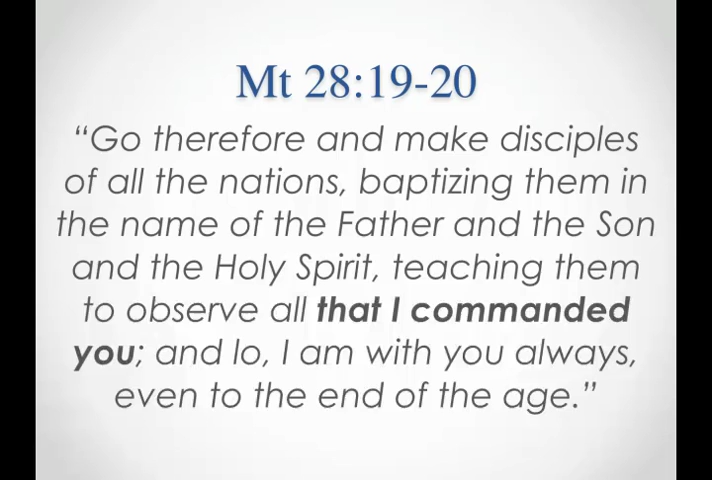 Mt 28:19-20
“Go therefore and make disciples
of all the nations, baptizing them in
the name of the Father and the Son
and the Holy Spirit, teaching them
to observe all that I commanded
you; and lo, I am with you always,
even to the end of the age.”